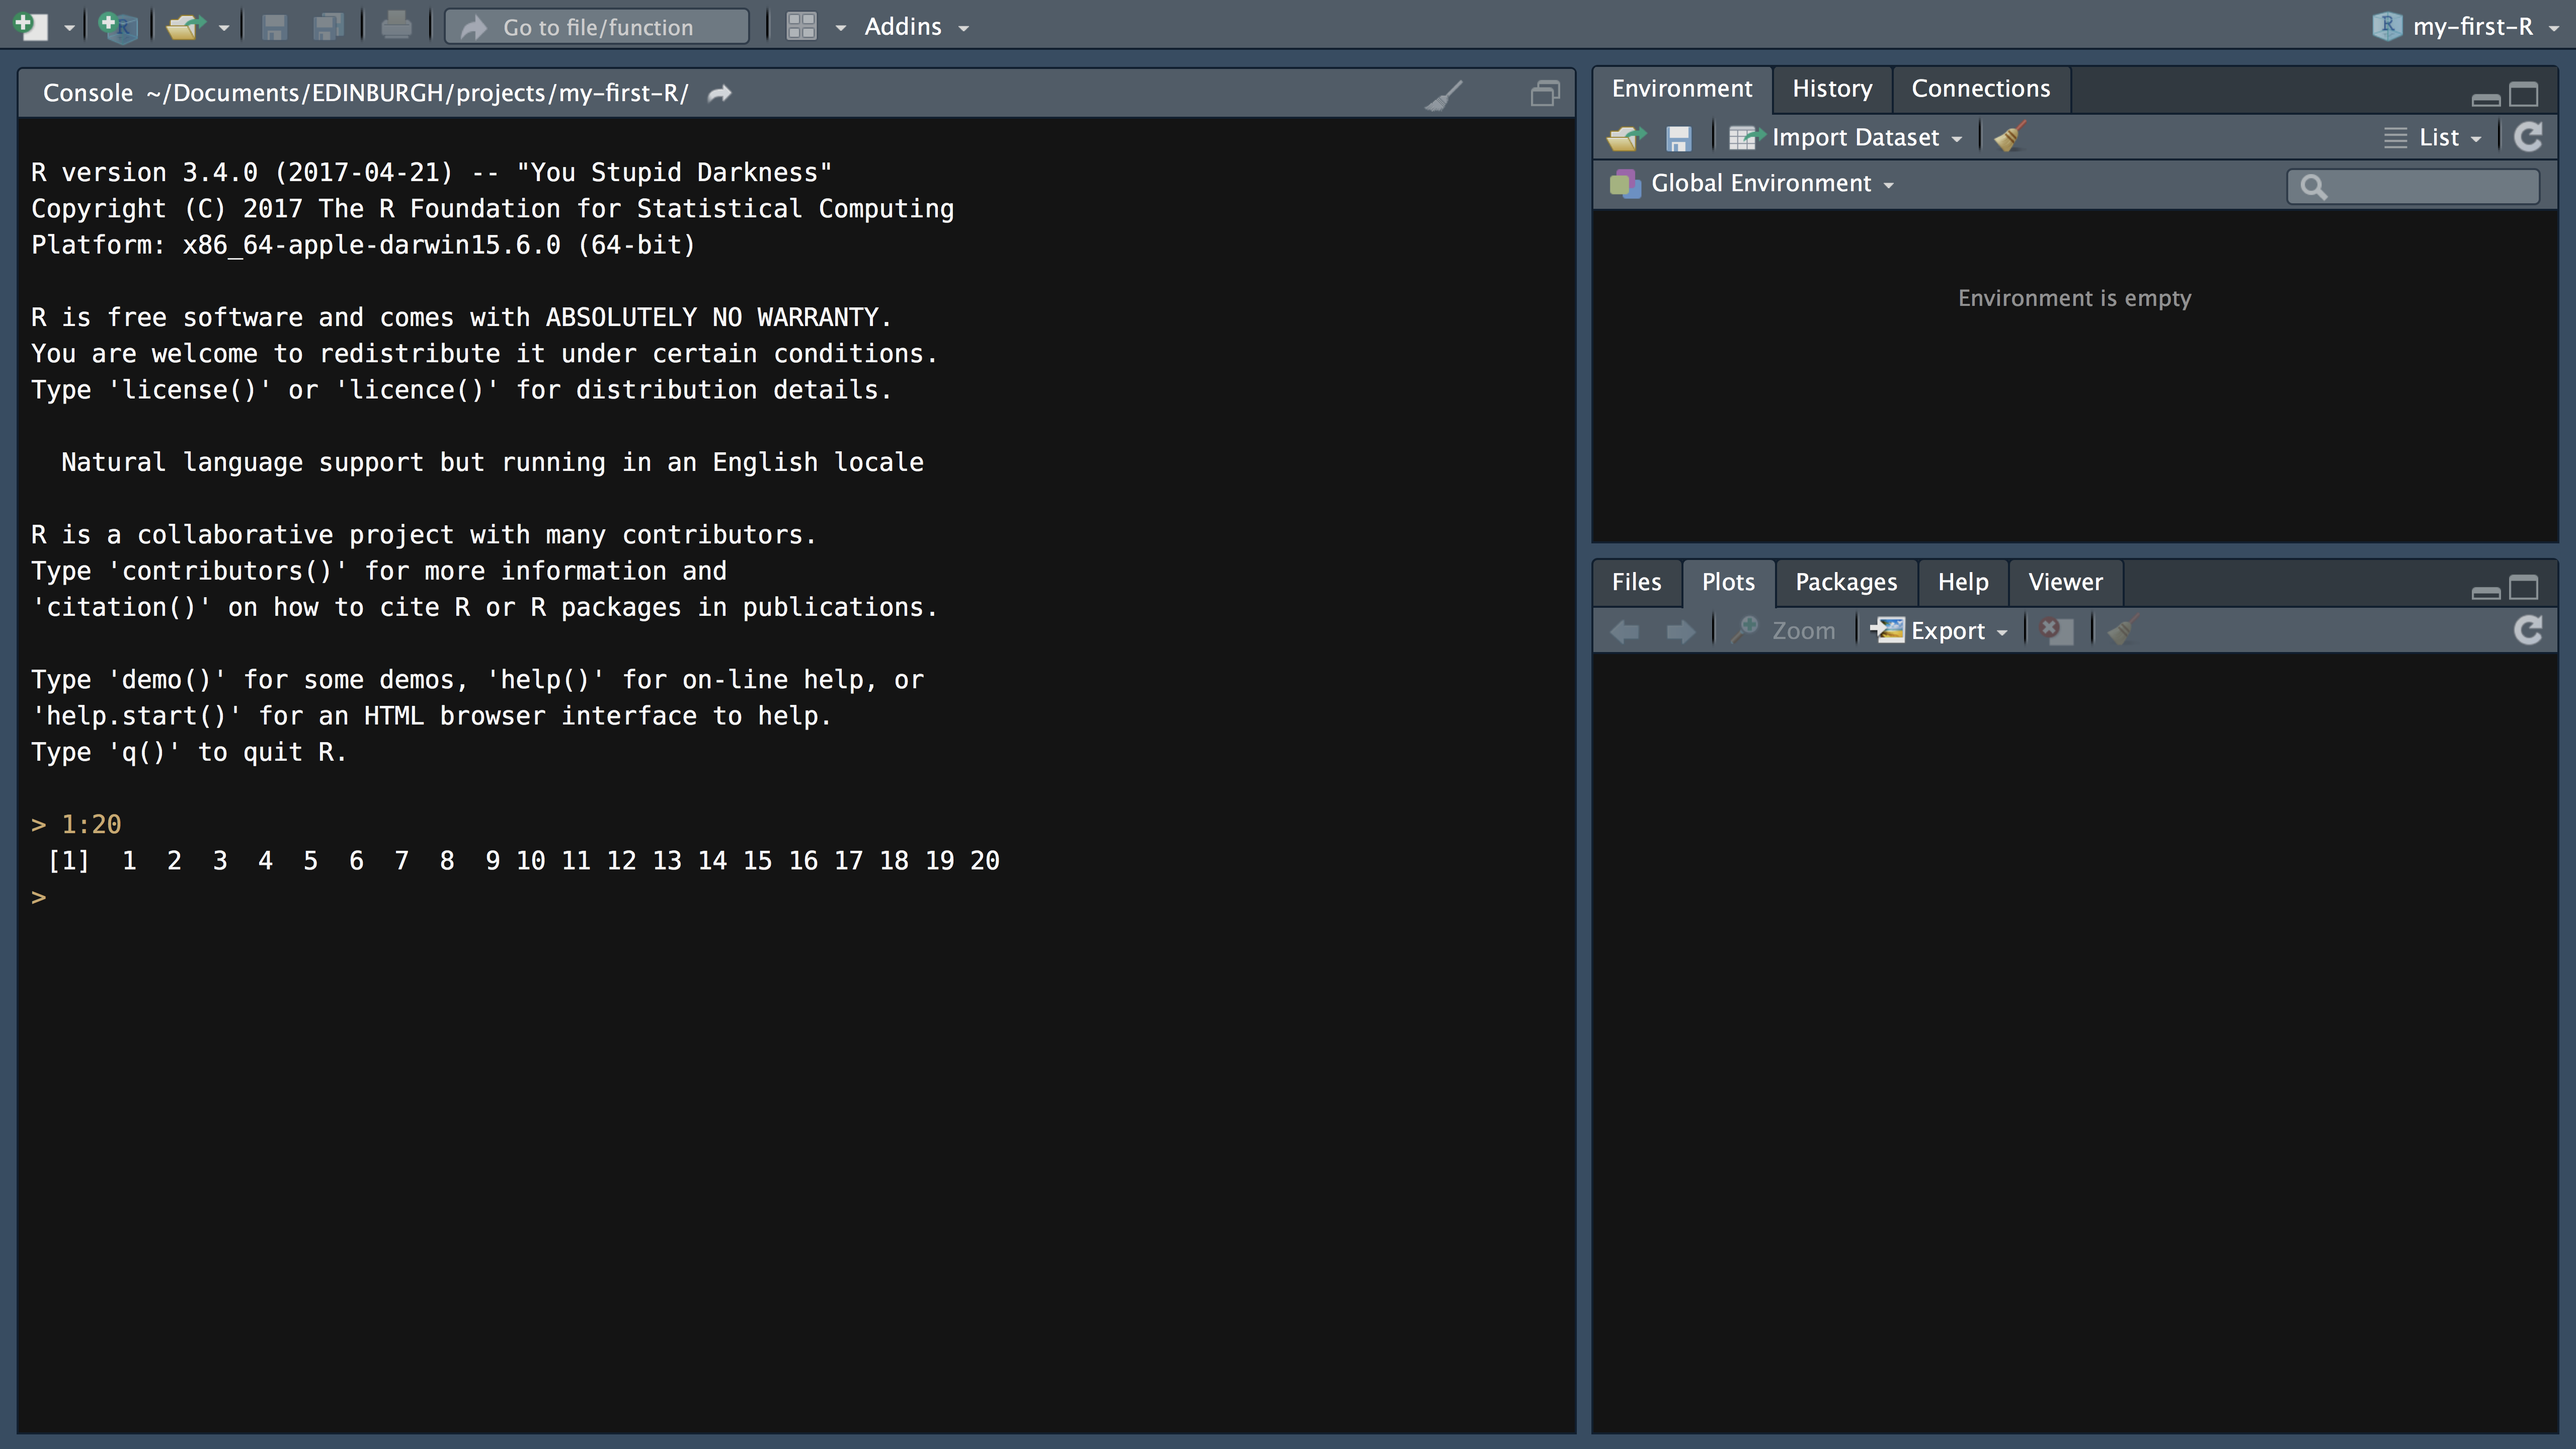 Go to file/function Addins my-first-R
Console ~/Documents/EDINBURGH/projects/my-first-R/
R version 3.4.0 (2017-04-21) -- "You Stupid Darkness"
Copyright (C) 2017 The R Foundation for Statistical Computing
Platform: x86_64-apple-darwin15.6.0 (64-bit)
R is free software and comes with ABSOLUTELY NO WARRANTY.
You are welcome to redistribute it under certain conditions.
Type 'license()' or 'licence()' for distribution details.
Natural language support but running in an English locale
R is a collaborative project with many contributors.
Type 'contributors()' for more information and
'citation()' on how to cite R or R packages in publications.
Type 'demo()' for some demos, 'help()' for on-line help, or
'help.start()' for an HTML browser interface to help.
Type 'q()' to quit R.
> 1:20
[1] 1 2 3 4 5 6 7 8 9 10 11 12 13 14 15 16 17 18 19 20
>
Environment History Connections
Import Dataset List
Global Environment
Environment is empty
Files Plots Packages Help Viewer
Zoom Export